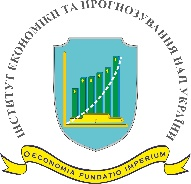 ІНСТИТУТ ЕКОНОМІКИ ТА ПРОГНОЗУВАННЯ НАН УКРАЇНИ
OECONOMIA FUNDATIO IMPERIUM